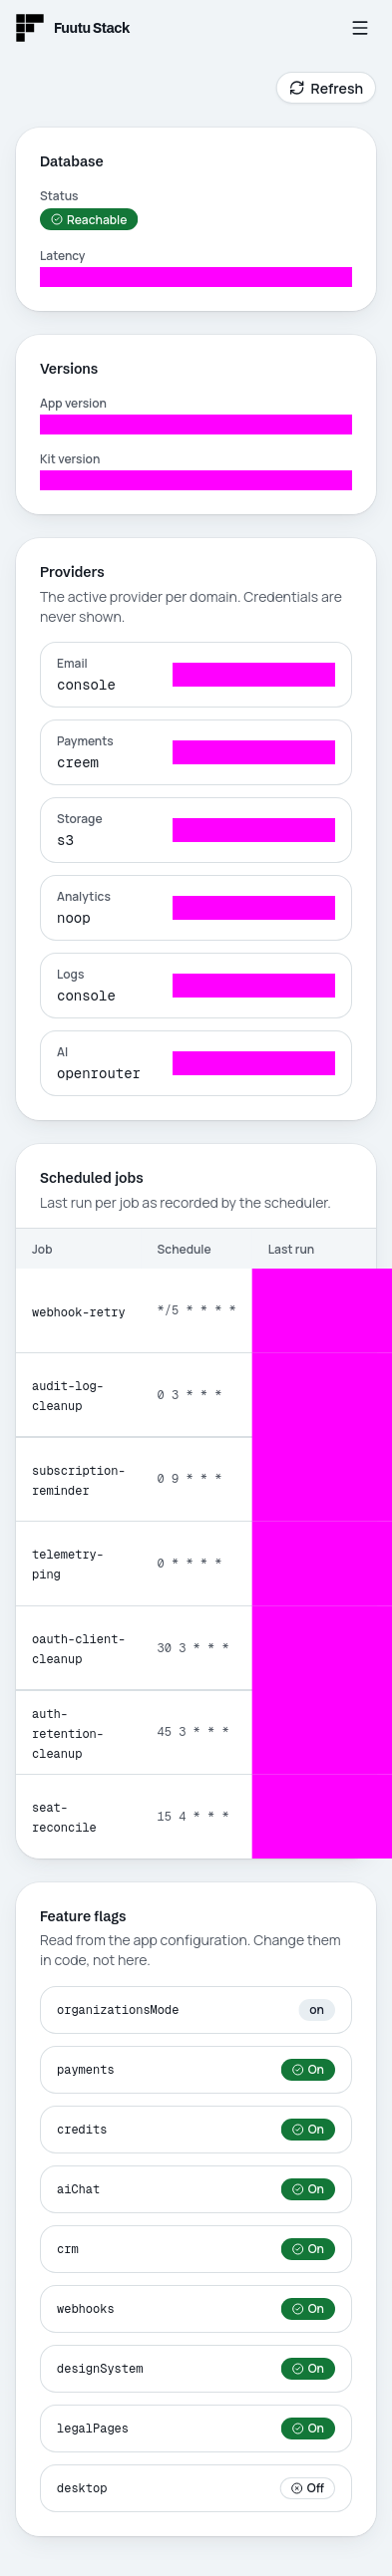 Fuutu Stack
Refresh
Database
Status
Reachable
Latency
Versions
App version
Kit version
Providers
The active provider per domain. Credentials are
never shown.
Email
console
Payments
creem
Storage
s3
Analytics
noop
Logs
console
AI
openrouter
Scheduled jobs
Last run per job as recorded by the scheduler.
Job Schedule Last run
webhook-retry */5 * * * *
audit-log-
cleanup 0 3 * * *
subscription-
reminder 0 9 * * *
telemetry-
ping 0 * * * *
oauth-client-
cleanup 30 3 * * *
auth-
retention-
cleanup 45 3 * * *
seat-
reconcile 15 4 * * *
Feature flags
Read from the app configuration. Change them
in code, not here.
organizationsMode on
payments On
credits On
aiChat On
crm On
webhooks On
designSystem On
legalPages On
desktop Off